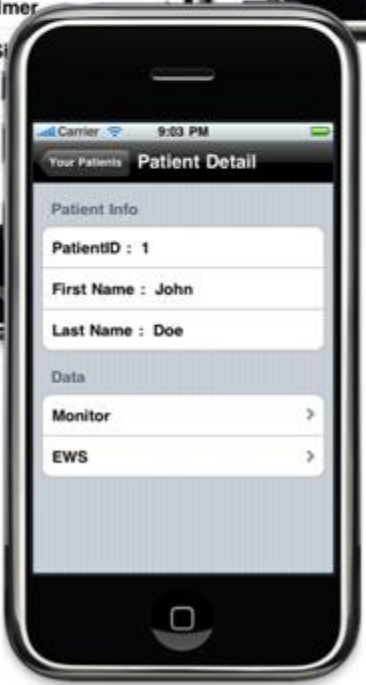 lmer
Carrier 9:03 PM
Your Patients Patient Detail
Patient Info
PatientID : 1
First Name : John
Last Name : Doe
Data
Monitor
EWS